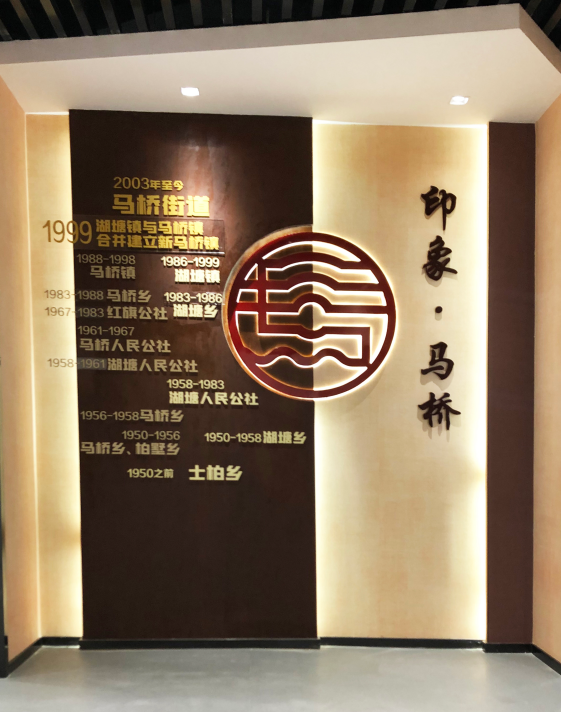 2003年至今
马桥街道
1999 湖塘镇与马桥镇
合并建立新马桥镇
1988-1998
马桥镇
1986-1999
湖塘镇
1983-1988 马桥乡
1983-1986
湖塘乡
1967-1983 红旗公社
1961-1967
马桥人民公社
1958-1961 湖塘人民公社
1958-1983
湖塘人民公社
1956-1958 马桥乡
1950-1956
马桥乡、柏墅乡
1950-1958 湖塘乡
1950之前 士柏乡
印象·马桥